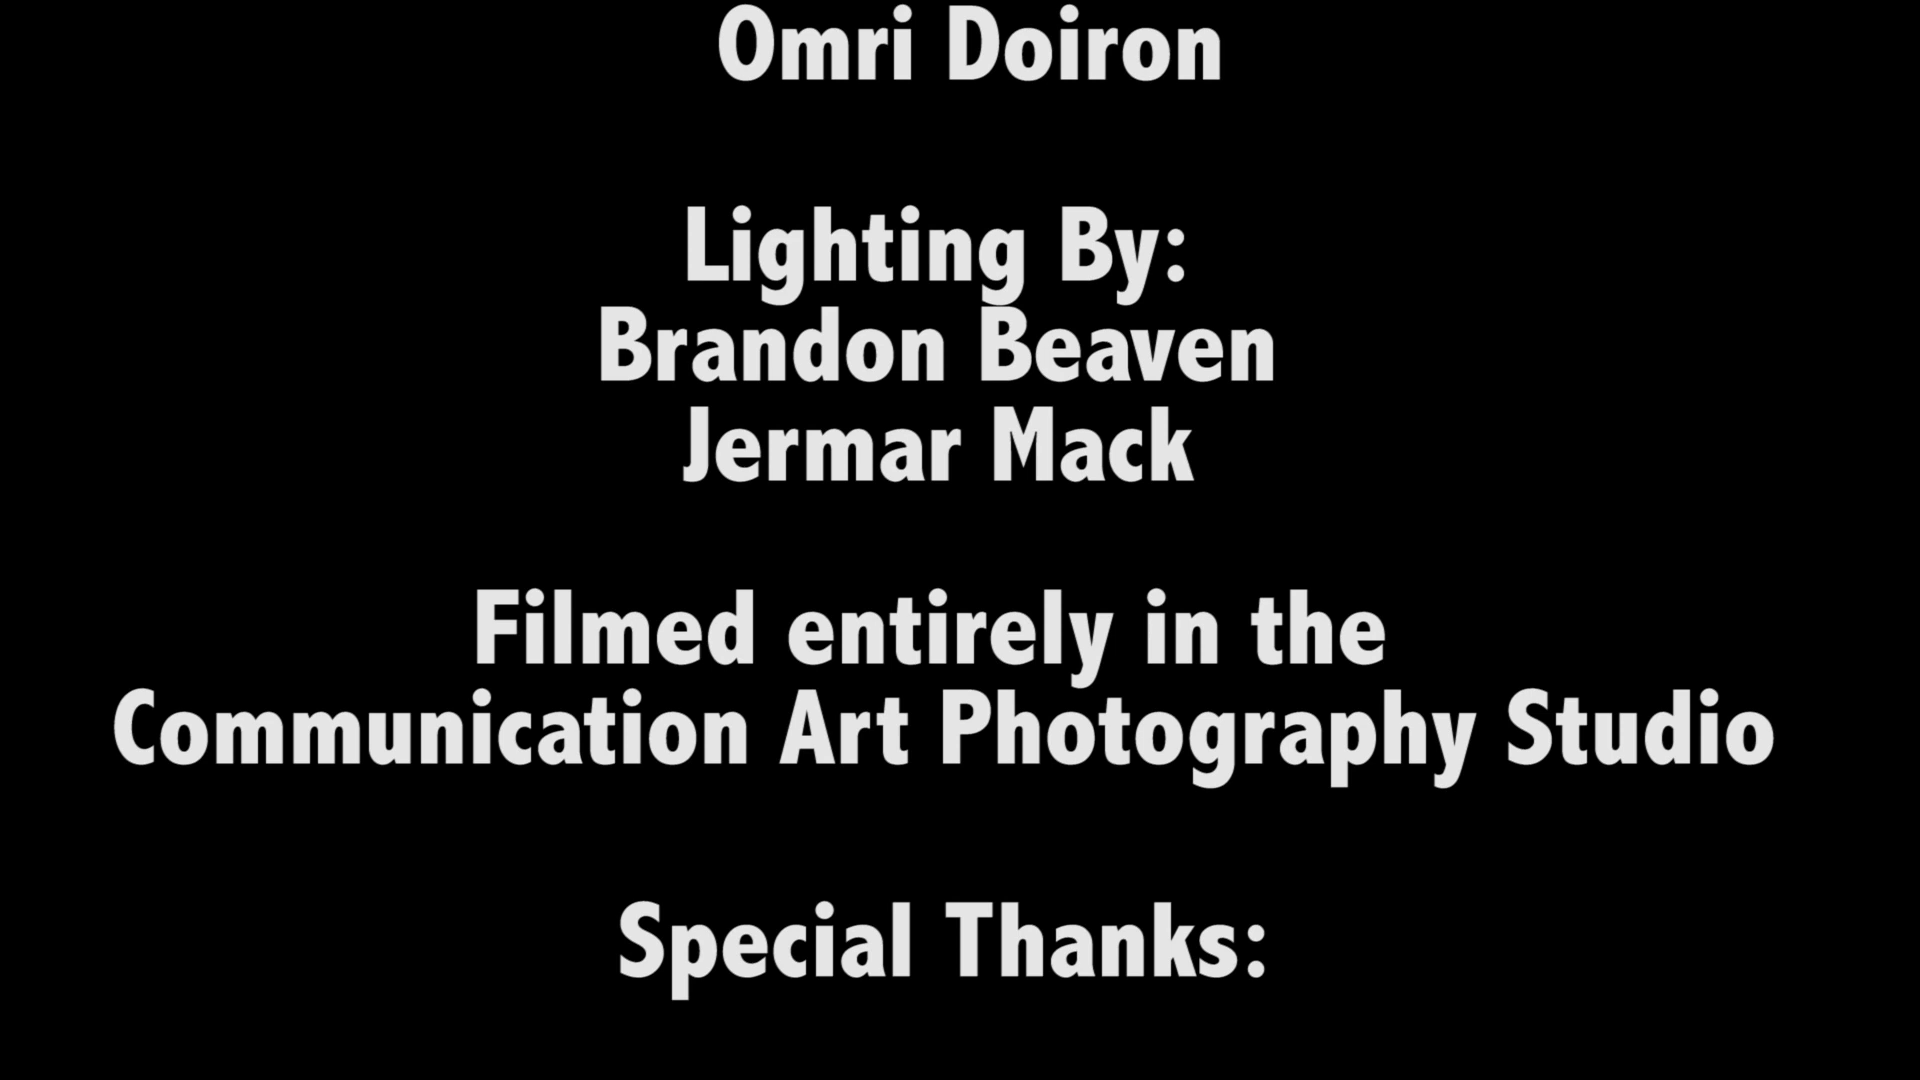 Omri Doiron
Lighting By:
Brandon Beaven
Jermar Mack
Filmed entirely in the
Communication Art Photography Studio
Special Thanks: